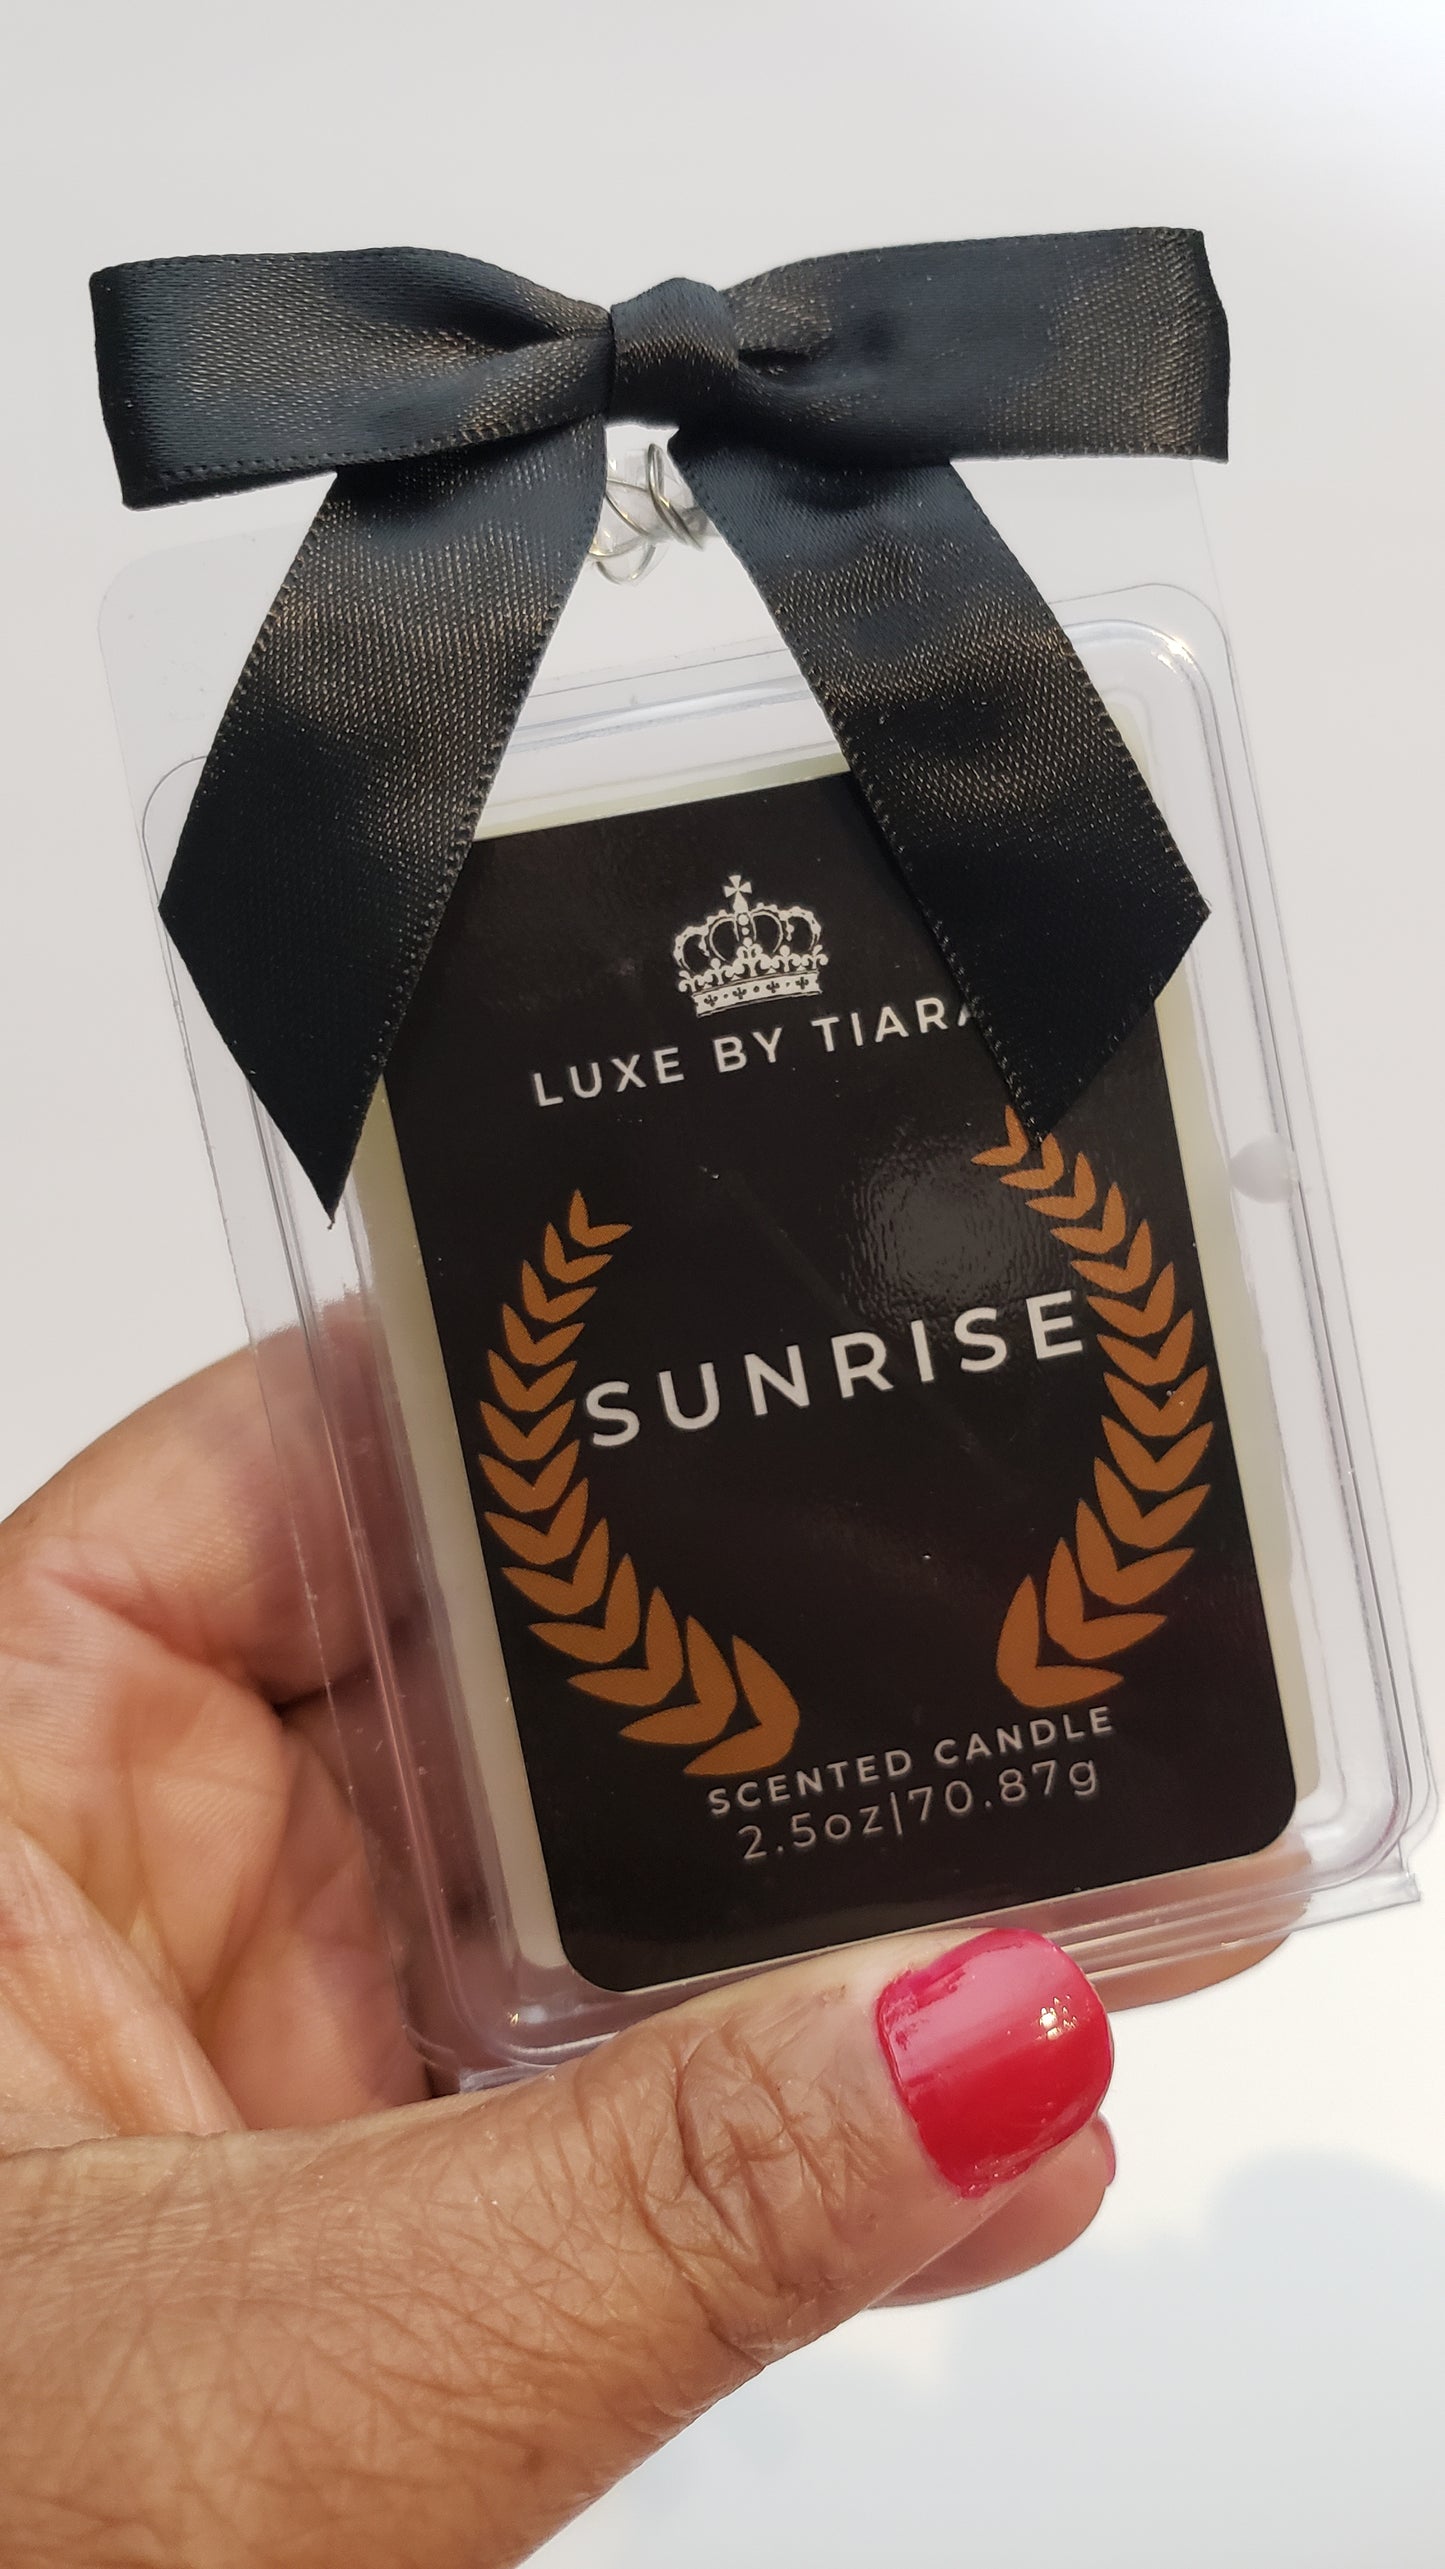 LUXE BY TIARA
SUNRISE
SCENTED CANDLE
2.5oz|70.87g